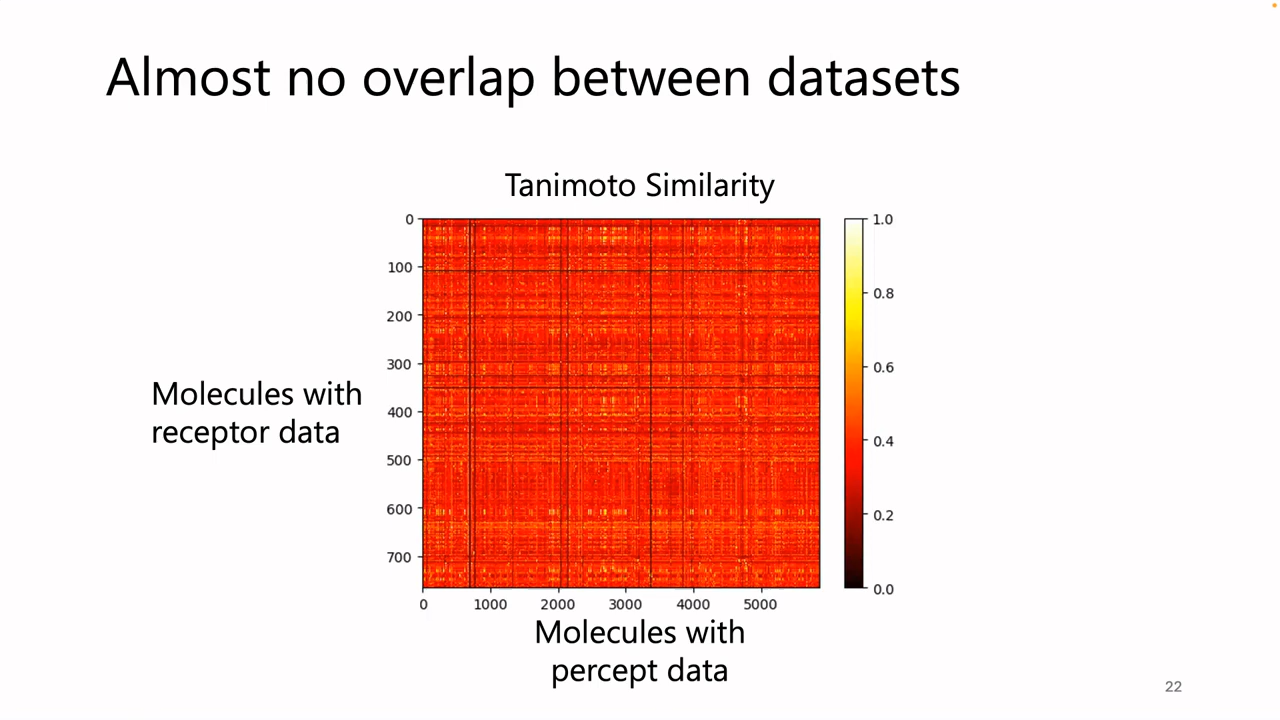 Almost no overlap between datasets
Tanimoto Similarity
0
100
200
300
400
500
600
700
Molecules with
receptor data
0 1000 2000 3000 4000 5000
1.0
0.8
0.6
0.4
0.2
0.0
Molecules with
percept data
22